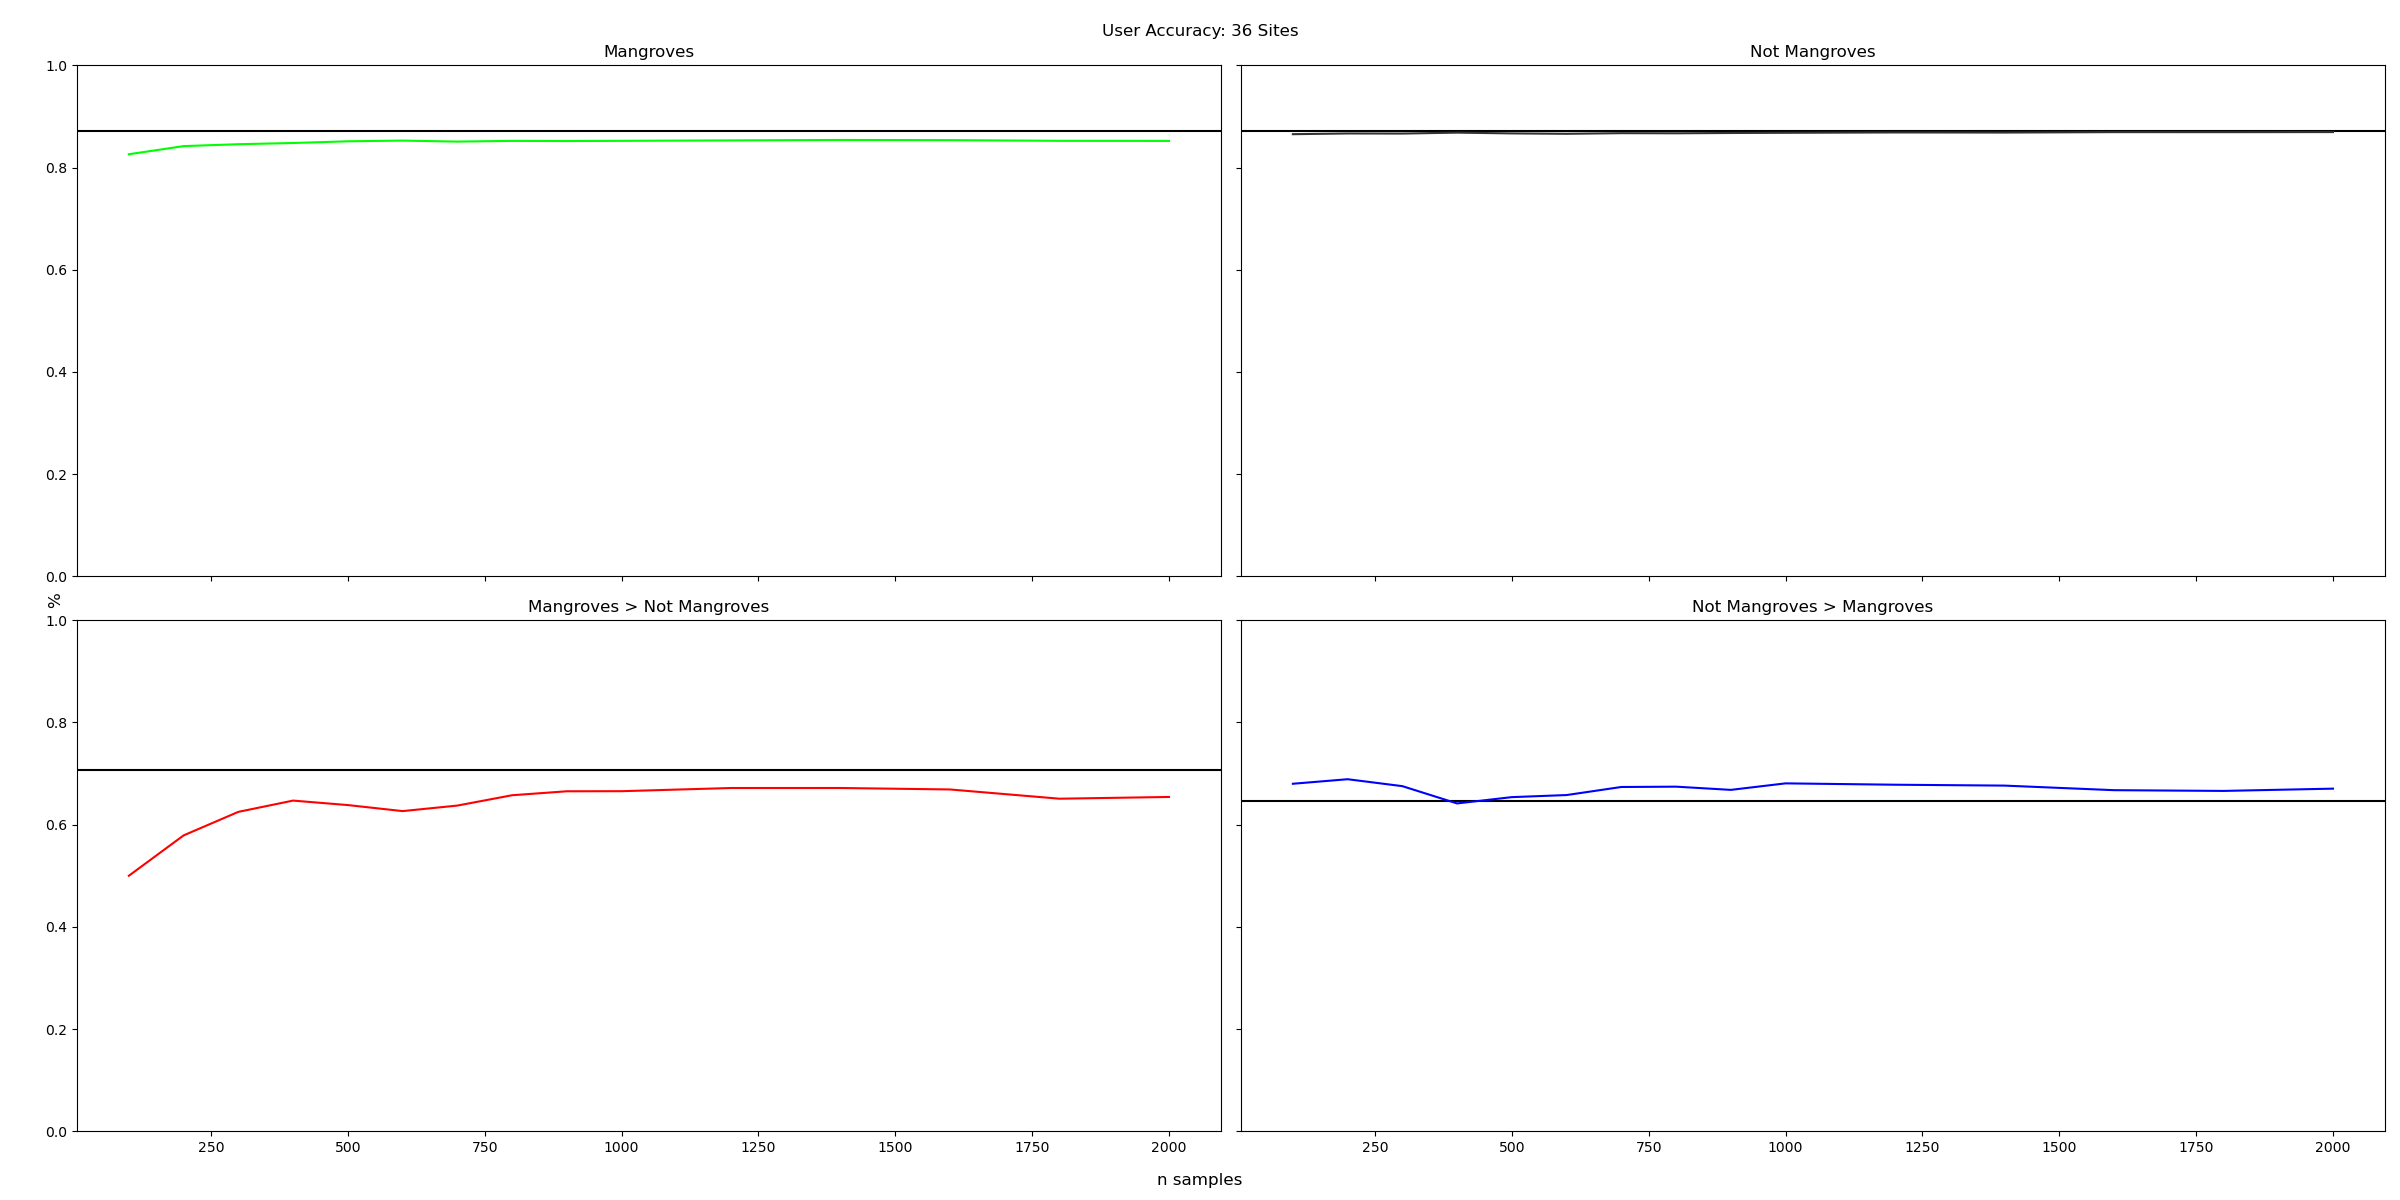 User Accuracy: 36 Sites
Mangroves
Not Mangroves
1.0
0.8
0.6
0.4
0.2
0.0
%
Mangroves > Not Mangroves
Not Mangroves > Mangroves
1.0
0.8
0.6
0.4
0.2
0.0
250 500 750 1000 1250 1500 1750 2000
250 500 750 1000 1250 1500 1750 2000
n samples